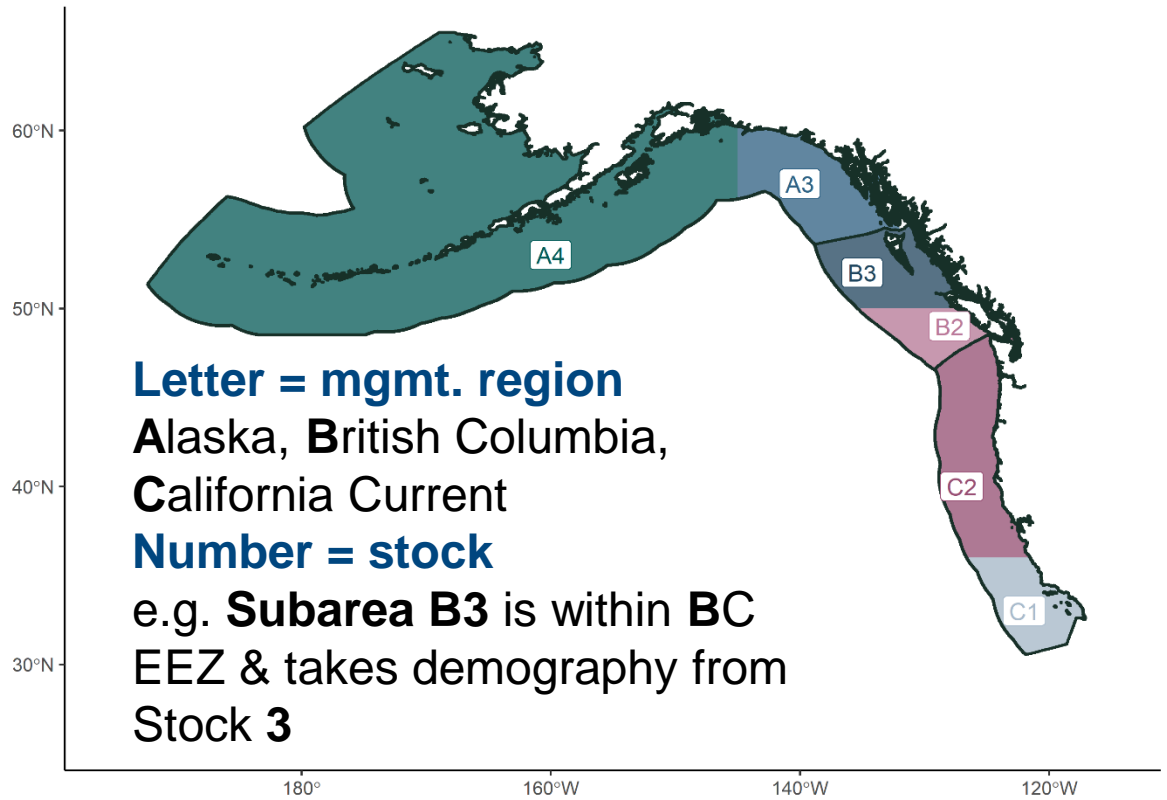 60°N
50°N
40°N
30°N
A4
A3
B3
B2
C2
C1
Letter = mgmt. region
Alaska, British Columbia,
California Current
Number = stock
e.g. Subarea B3 is within BC
EEZ & takes demography from
Stock 3
180°
160°W
140°W
120°W